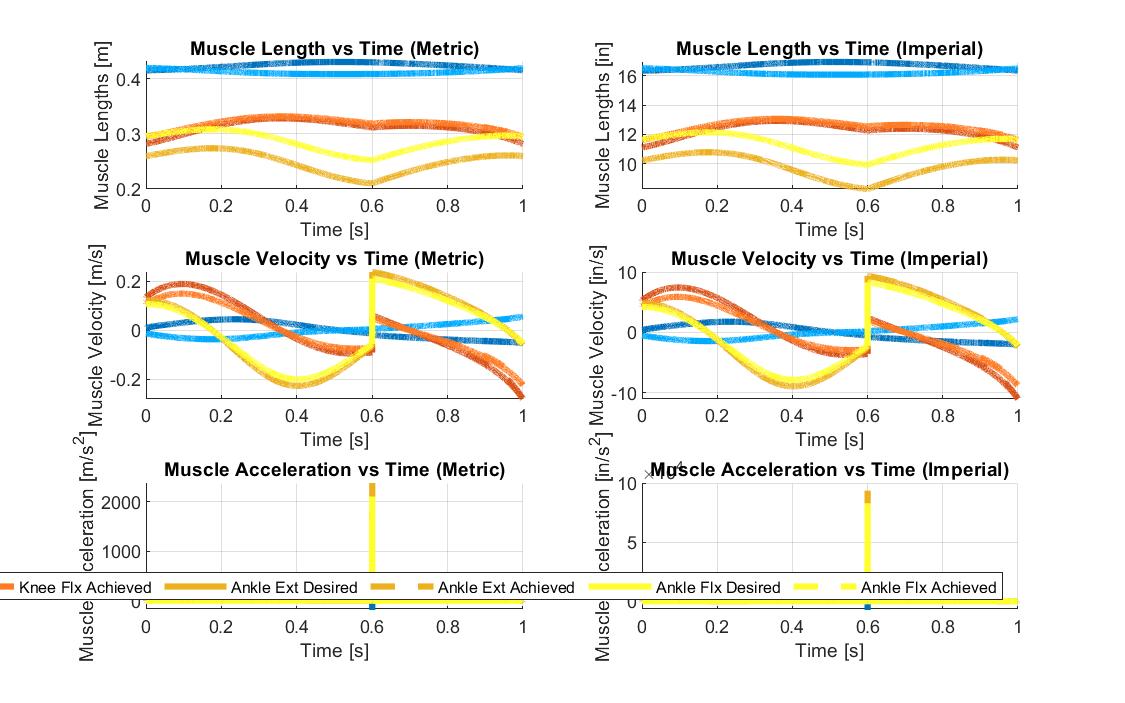 Muscle Length vs Time (Metric)
Muscle Lengths [m]
0.4
0.3
0.2
0 0.2 0.4 0.6 0.8 1
Time [s]
Muscle Length vs Time (Imperial)
Muscle Lengths [in]
16
14
12
10
0 0.2 0.4 0.6 0.8 1
Time [s]
Muscle Velocity vs Time (Metric)
Muscle Velocity [m/s]
0.2
0
-0.2
0 0.2 0.4 0.6 0.8 1
Time [s]
Muscle Velocity vs Time (Imperial)
Muscle Velocity [in/s]
10
0
-10
0 0.2 0.4 0.6 0.8 1
Time [s]
Muscle Acceleration vs Time (Metric)
Muscle celeration [m/s²]
2000
1000
0
0 0.2 0.4 0.6 0.8 1
Time [s]
Muscle Acceleration vs Time (Imperial)
Muscle celeration [in/s²]
10
5
0
0 0.2 0.4 0.6 0.8 1
Time [s]
Knee Flx Achieved Ankle Ext Desired Ankle Ext Achieved Ankle Flx Desired Ankle Flx Achieved